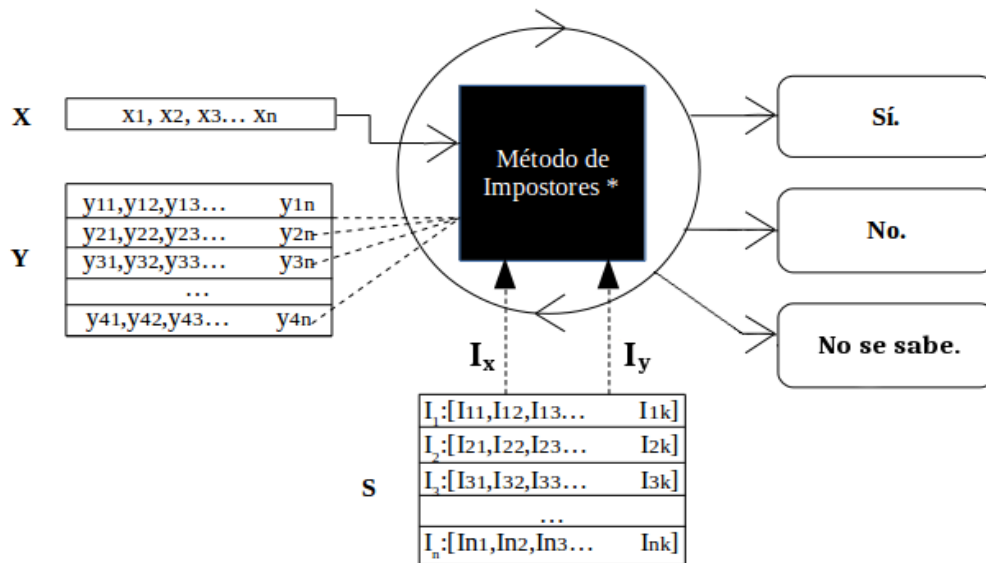 X
x1, x2, x3... xn
Y
y11,y12,y13... y1n
y21,y22,y23... y2n
y31,y32,y33... y3n
...
y41,y42,y43... y4n
Método de
Impostores *
Sí.
No.
No se sabe.
Ix
Iy
S
I1:[I11,I12,I13... I1k]
I2:[I21,I22,I23... I2k]
I3:[I31,I32,I33... I3k]
...
In:[In1,In2,In3... Ink]